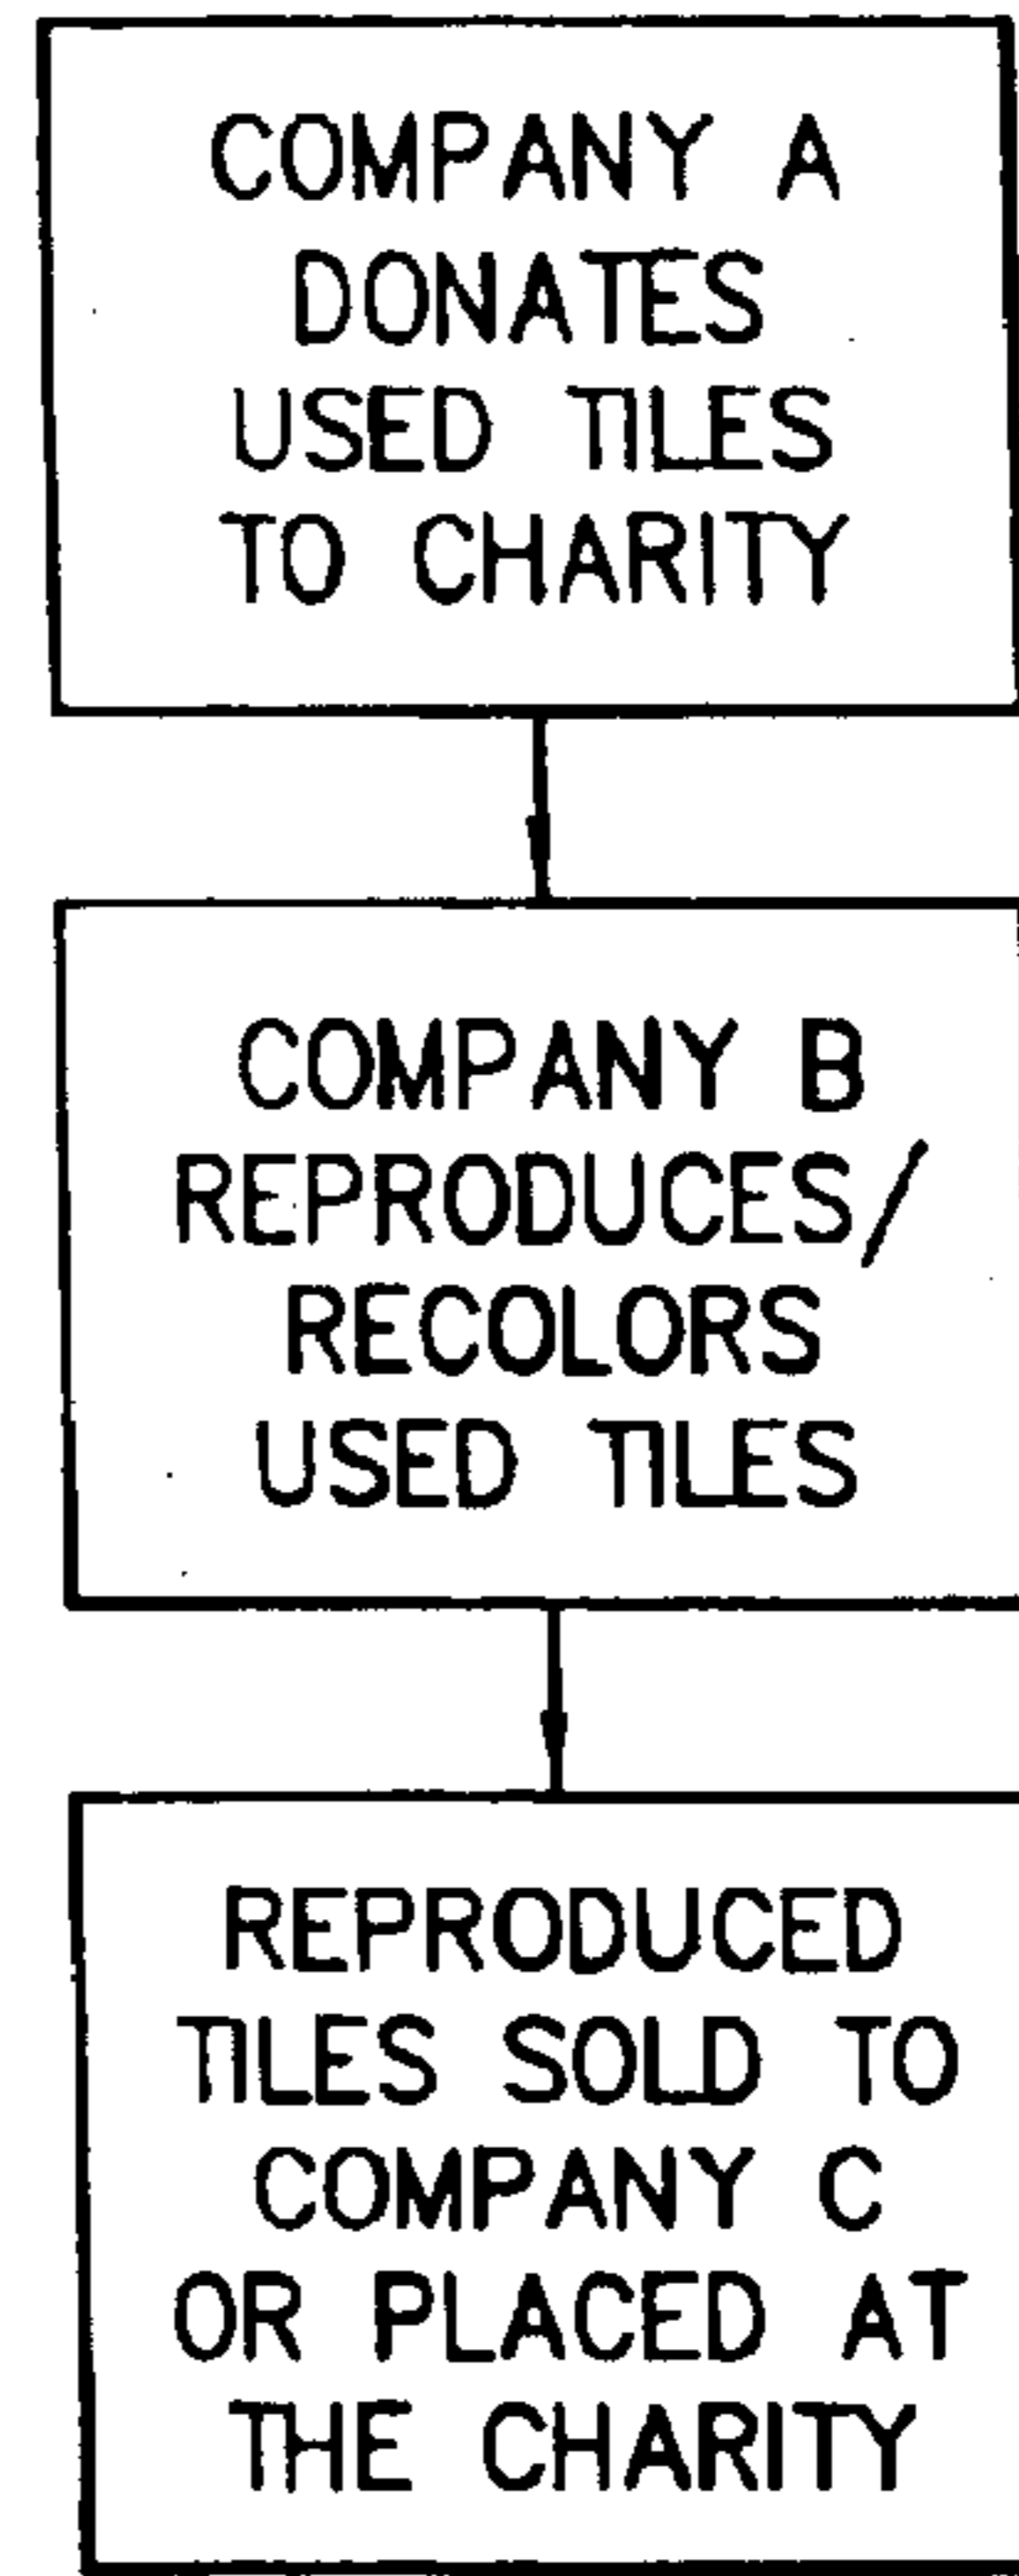 COMPANY A
DONATES
USED TILES
TO CHARITY
COMPANY B
REPRODUCES/
RECOLORS
USED TILES
REPRODUCED
TILES SOLD TO
COMPANY C
OR PLACED AT
THE CHARITY